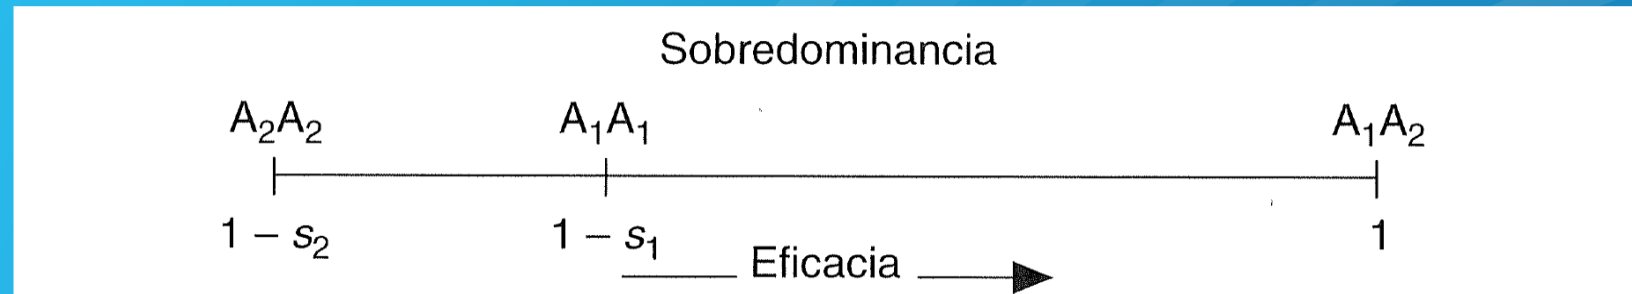 Sobredominancia
A₂A₂ A₁A₁ A₁A₂
1 – s₂ 1 – s₁ 1
Eficacia